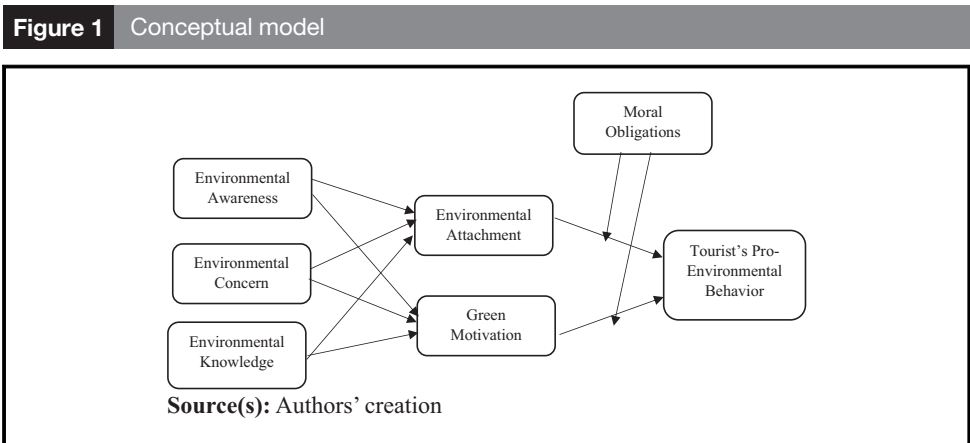 Figure 1 Conceptual model
Moral
Obligations
Environmental
Awareness
Environmental
Attachment
Tourist's Pro-
Environmental
Behavior
Environmental
Concern
Green
Motivation
Environmental
Knowledge
Source(s): Authors' creation